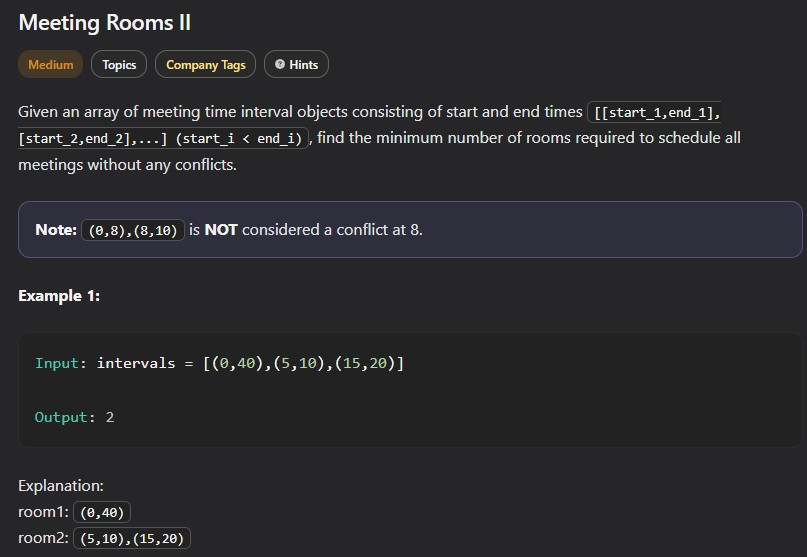 Meeting Rooms II
Medium Topics Company Tags Hints
Given an array of meeting time interval objects consisting of start and end times [[start_1,end_1],
[start_2,end_2],...] (start_i < end_i), find the minimum number of rooms required to schedule all
meetings without any conflicts.
Note: (0,8),(8,10) is NOT considered a conflict at 8.
Example 1:
Input: intervals = [(0,40),(5,10),(15,20)]
Output: 2
Explanation:
room1: (0,40)
room2: (5,10),(15,20)